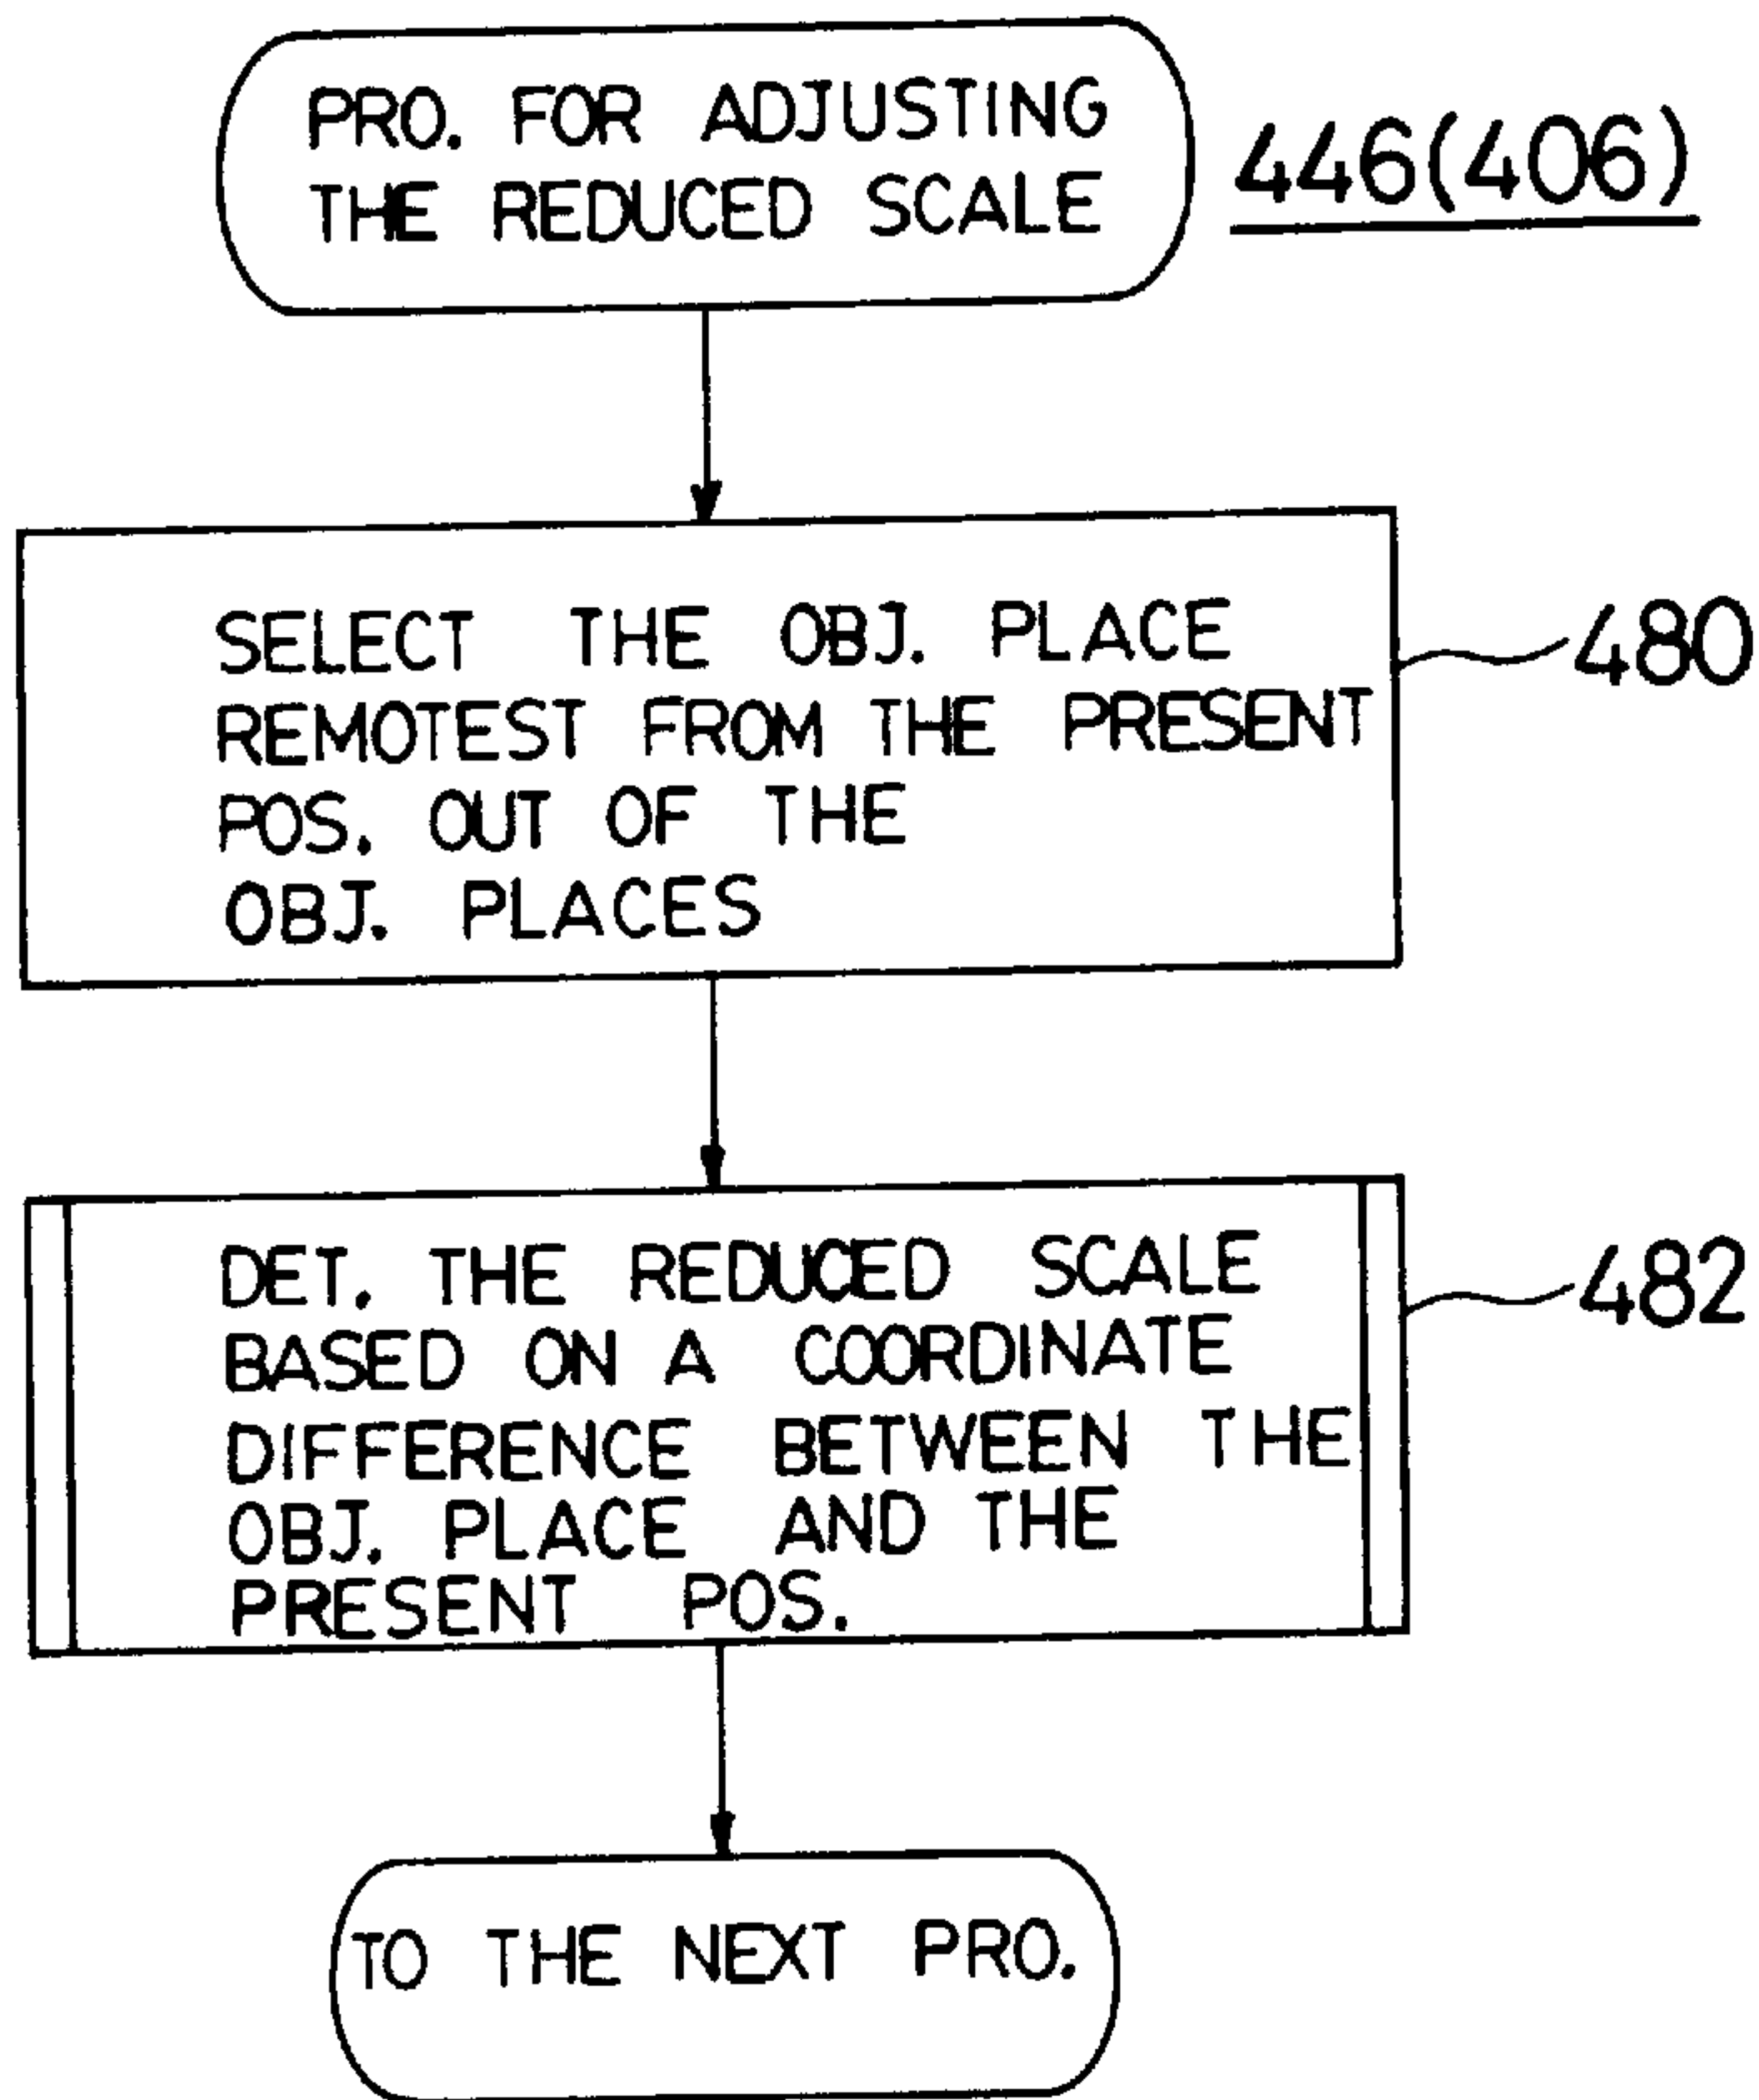 PRO. FOR ADJUSTING
THE REDUCED SCALE
446(406)
SELECT THE OBJ. PLACE
REMOTEST FROM THE PRESENT
POS. OUT OF THE
OBJ. PLACES
480
DET. THE REDUCED SCALE
BASED ON A COORDINATE
DIFFERENCE BETWEEN THE
OBJ. PLACE AND THE
PRESENT POS.
482
TO THE NEXT PRO.